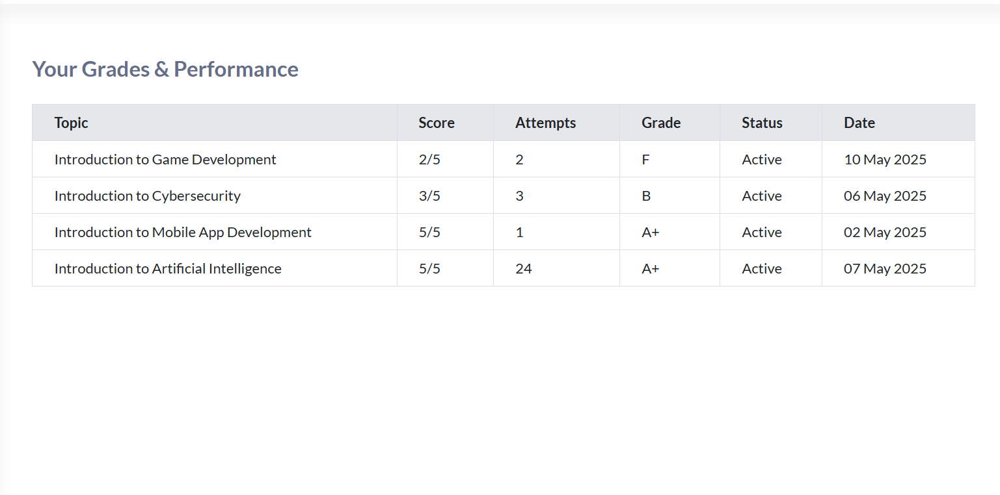 Your Grades & Performance
Topic Score Attempts Grade Status Date
Introduction to Game Development 2/5 2 F Active 10 May 2025
Introduction to Cybersecurity 3/5 3 B Active 06 May 2025
Introduction to Mobile App Development 5/5 1 A+ Active 02 May 2025
Introduction to Artificial Intelligence 5/5 24 A+ Active 07 May 2025